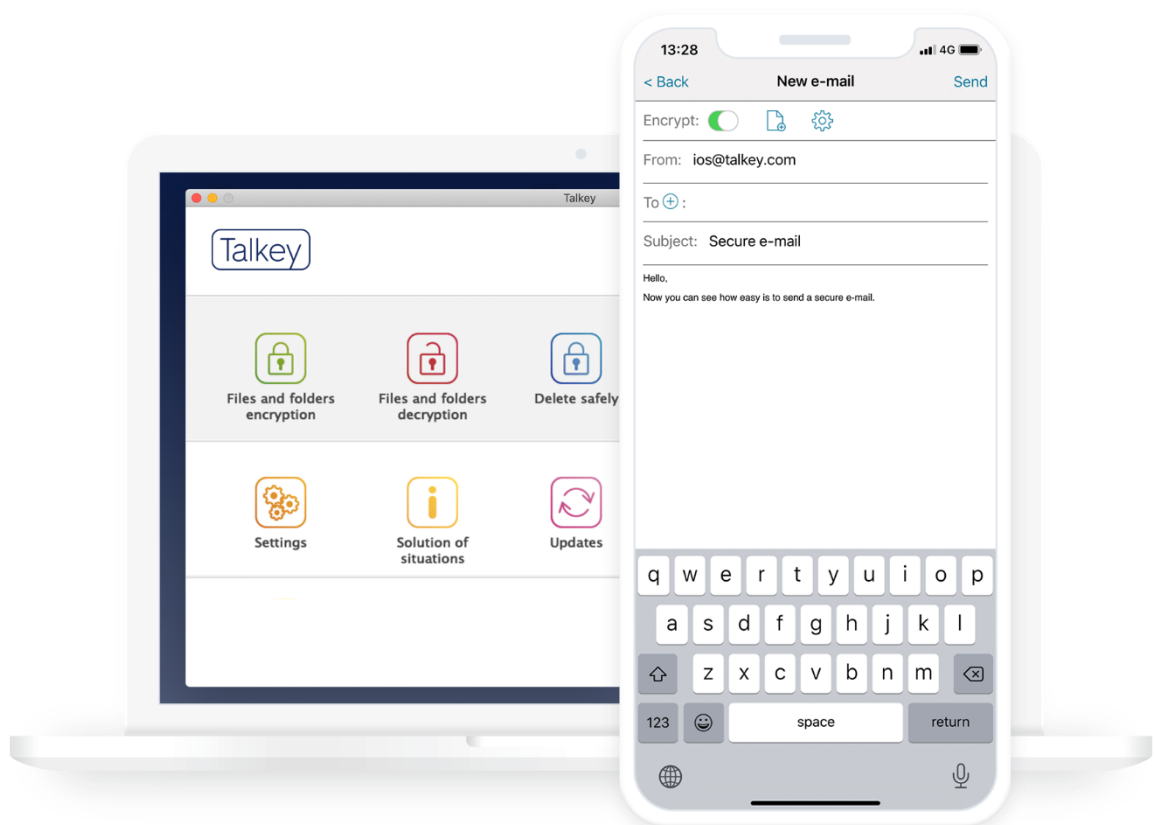 Talkey
Talkey
Files and folders
encryption
Files and folders
decryption
Delete safely
Settings
Solution of
situations
Updates
13:28
4G
< Back
New e-mail
Send
Encrypt:
From: ios@talkey.com
To :
Subject: Secure e-mail
Hello,
Now you can see how easy is to send a secure e-mail.
q w e r t y u i o p
a s d f g h j k l
z x c v b n m
123
space
return